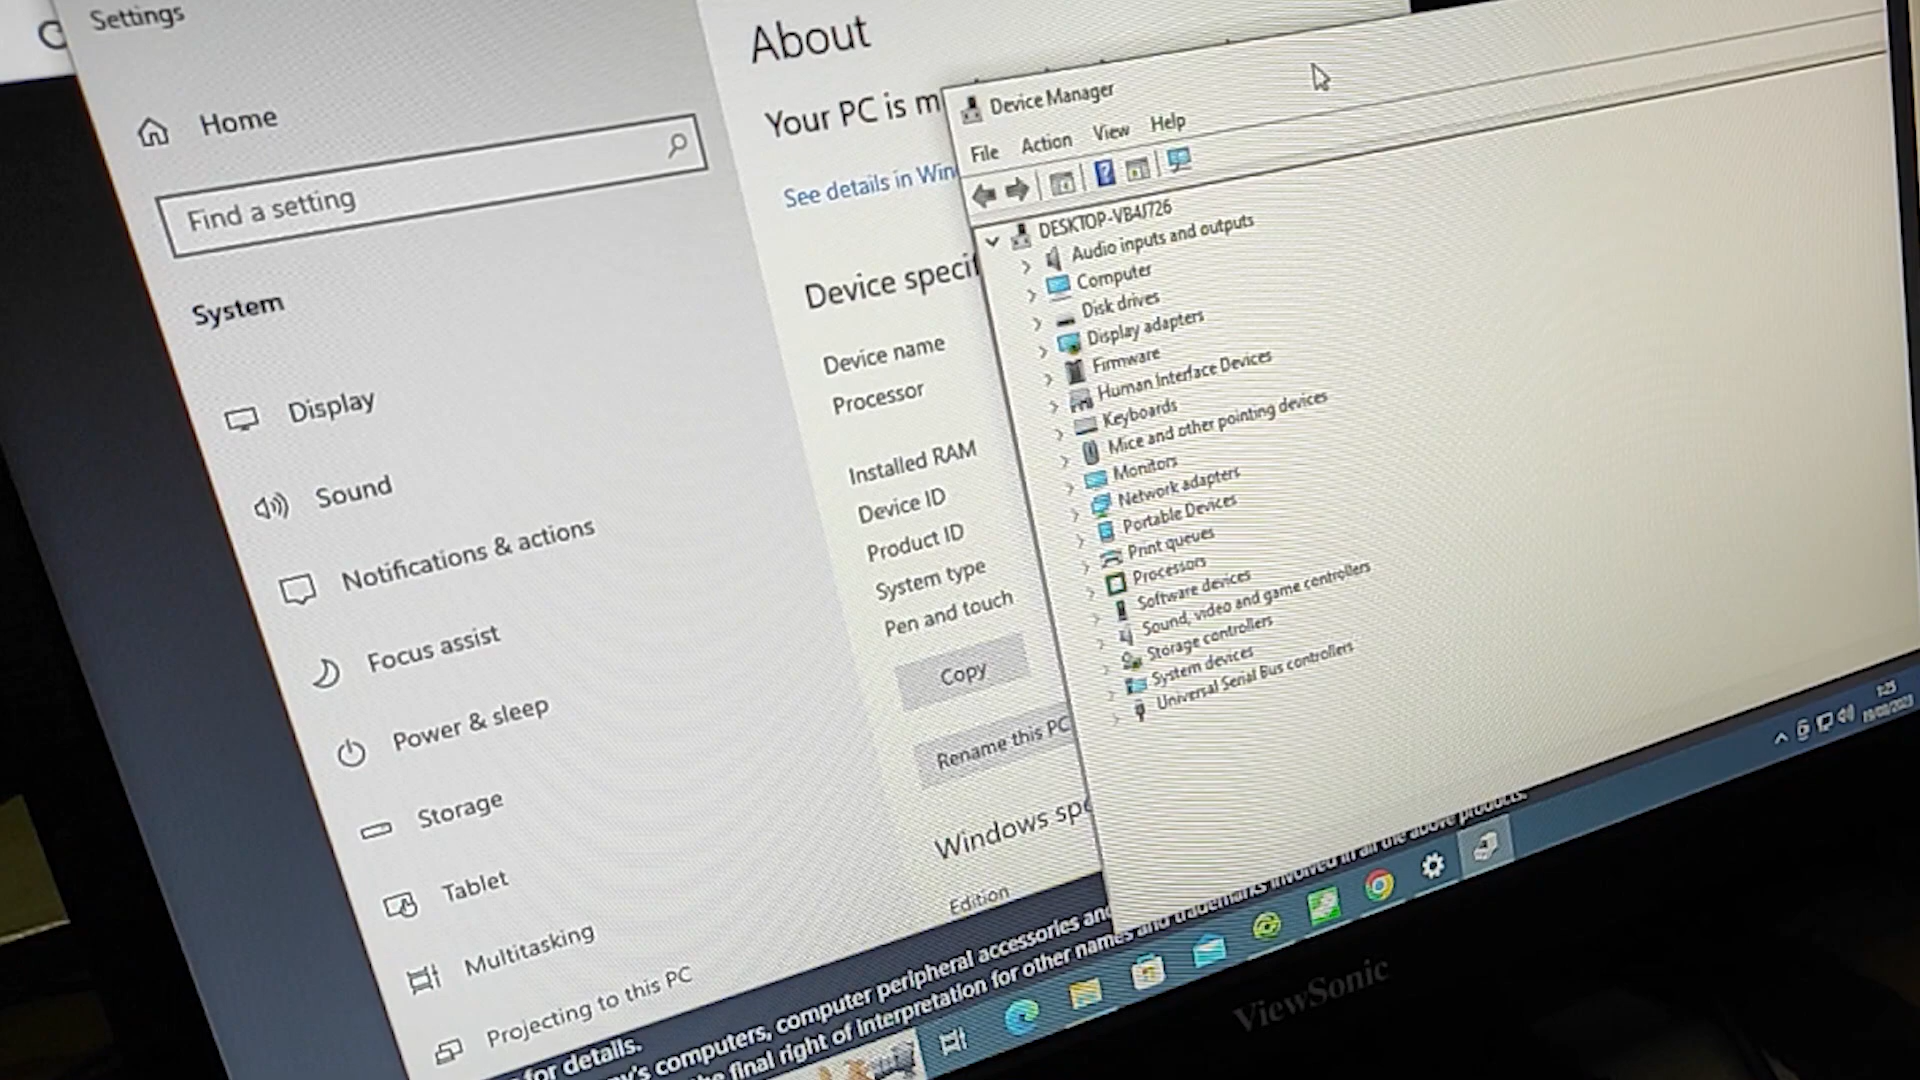 Settings
Home
Find a setting
System
Display
Sound
Notifications & actions
Focus assist
Power & sleep
Storage
Tablet
Multitasking
Projecting to this PC
About
Your PC is m
See details in Win
Device specif
Device name
Processor
Installed RAM
Device ID
Product ID
System type
Pen and touch
Copy
Rename this PC
Windows spe
Edition
Device Manager
File Action View Help
DESKTOP-VB4J726
Audio inputs and outputs
Computer
Disk drives
Display adapters
Firmware
Human Interface Devices
Keyboards
Mice and other pointing devices
Monitors
Network adapters
Portable Devices
Print queues
Processors
Software devices
Sound, video and game controllers
Storage controllers
System devices
Universal Serial Bus controllers
for details.
y's computers, computer peripheral accessories and
the final right of interpretation for other names and trademarks involved in all the above products.
ViewSonic